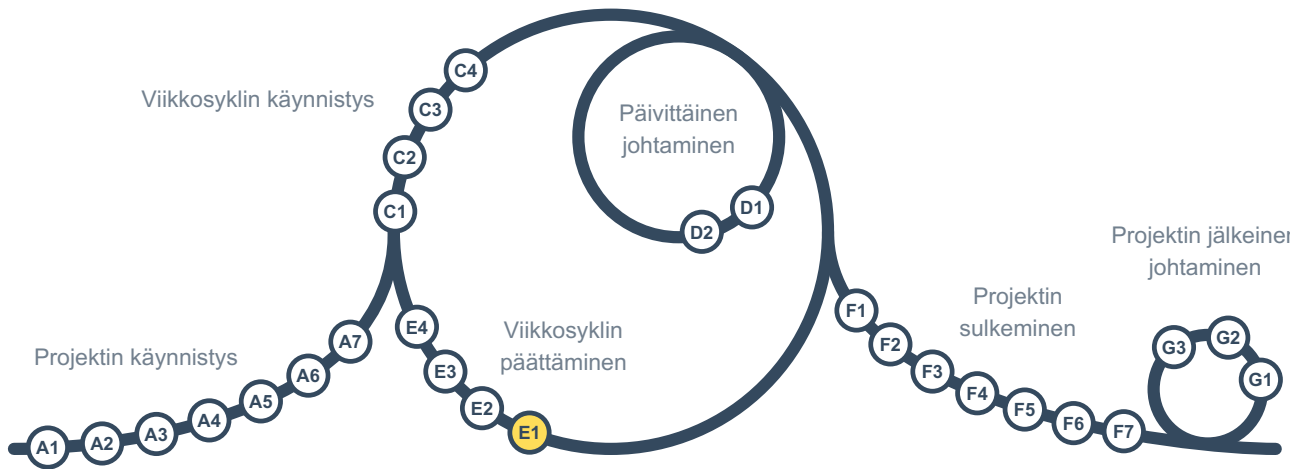 Viikkosyklin käynnistys
C4
C3
C2
C1
Päivittäinen
johtaminen
D1
D2
Projektin käynnistys
A1
A2
A3
A4
A5
A6
A7
Viikkosyklin
päättäminen
E4
E3
E2
E1
Projektin
sulkeminen
F1
F2
F3
F4
F5
F6
F7
Projektin jälkeinen
johtaminen
G3
G2
G1